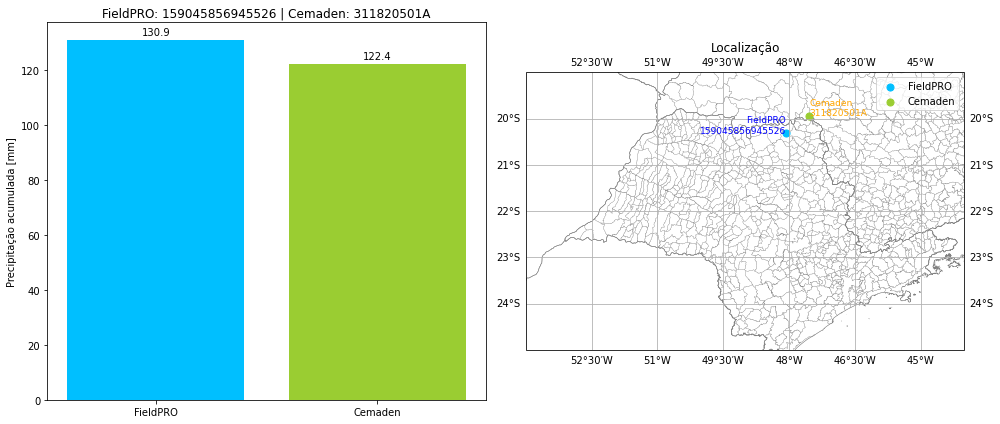 FieldPRO: 159045856945526 | Cemaden: 311820501A
130.9
122.4
Precipitação acumulada [mm]
120
100
80
60
40
20
0
FieldPRO
Cemaden
Localização
52°30'W 51°W 49°30'W 48°W 46°30'W 45°W
FieldPRO
Cemaden
Cemaden
311820501A
FieldPRO
159045856945526
20°S 20°S
21°S 21°S
22°S 22°S
23°S 23°S
24°S 24°S
52°30'W 51°W 49°30'W 48°W 46°30'W 45°W